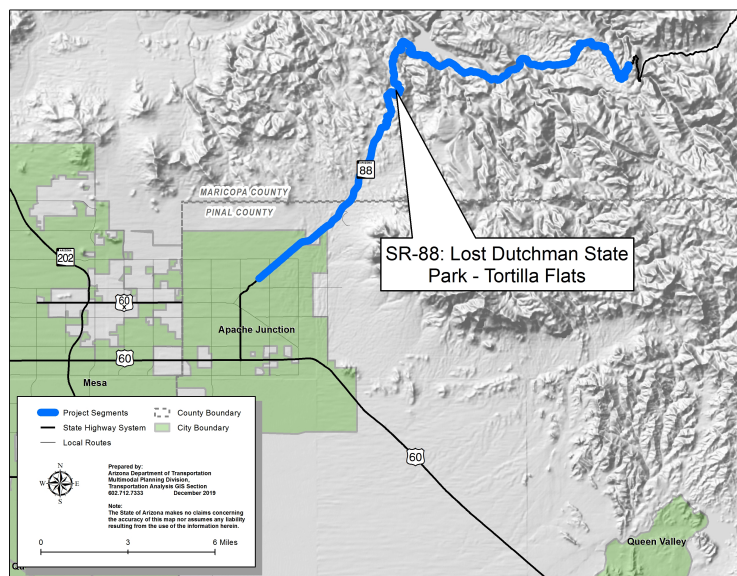 88
MARICOPA COUNTY
PINAL COUNTY
SR-88: Lost Dutchman State
Park - Tortilla Flats
202
60
X
Apache Junction
60
Mesa
60
Queen Valley
Project Segments
County Boundary
State Highway System
City Boundary
Local Routes
N
W
E
S
Prepared by:
Arizona Department of Transportation
Multimodal Planning Division,
Transportation Analysis GIS Section
602.712.7333 December 2019
Note:
The State of Arizona makes no claims concerning
the accuracy of this map nor assumes any liability
resulting from the use of the information herein.
0 3 6 Miles
Qu